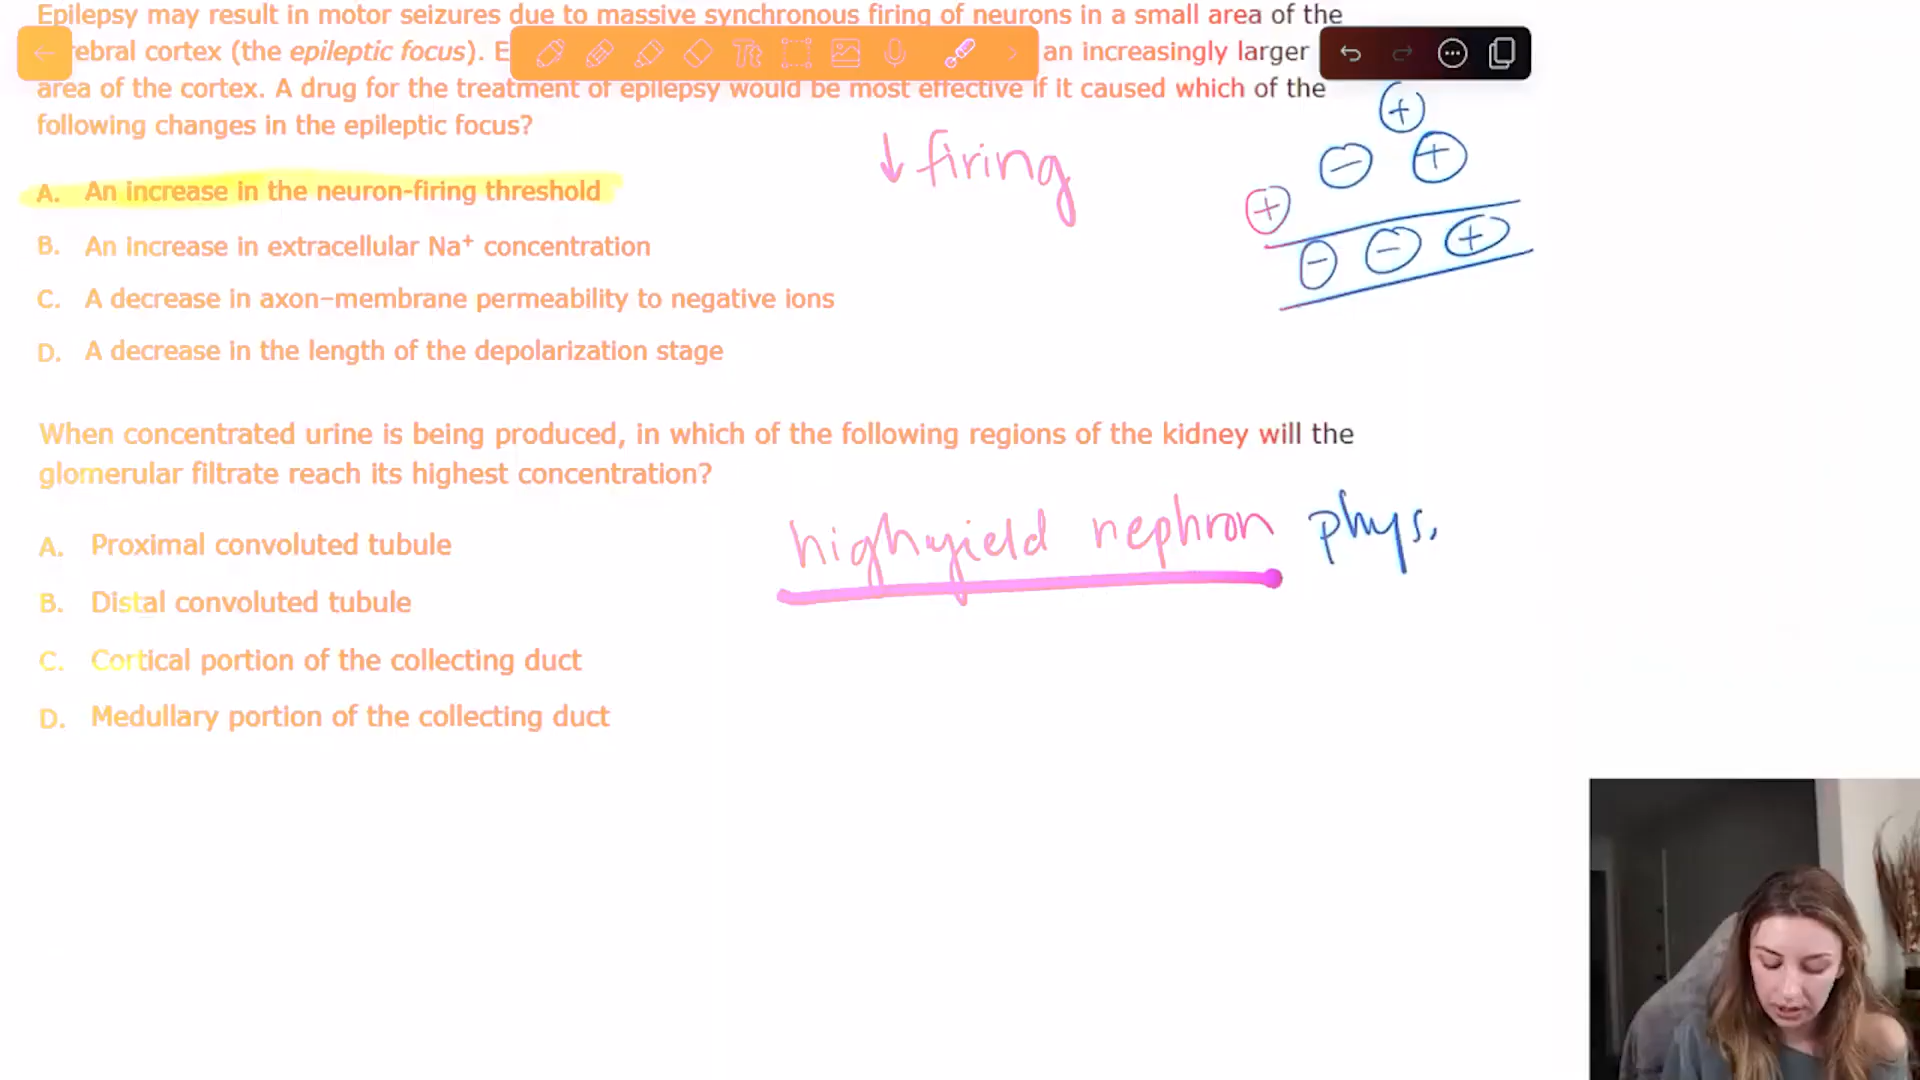 Epilepsy may result in motor seizures due to massive synchronous firing of neurons in a small area of the
rebral cortex (the epileptic focus). E an increasingly larger
area of the cortex. A drug for the treatment of epilepsy would be most effective if it caused which of the
following changes in the epileptic focus?
↓ firing
A. An increase in the neuron-firing threshold
B. An increase in extracellular Na⁺ concentration
C. A decrease in axon–membrane permeability to negative ions
D. A decrease in the length of the depolarization stage
+
− +
+
− − +
When concentrated urine is being produced, in which of the following regions of the kidney will the
glomerular filtrate reach its highest concentration?
highyield nephron phys.
A. Proximal convoluted tubule
B. Distal convoluted tubule
C. Cortical portion of the collecting duct
D. Medullary portion of the collecting duct